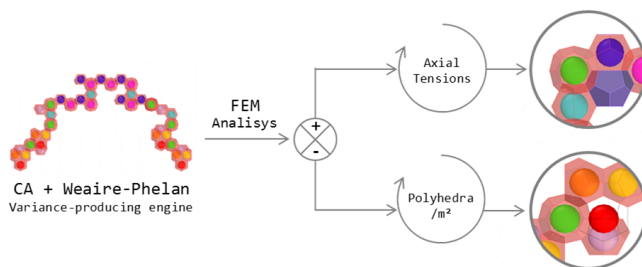 CA + Weaire-Phelan
Variance-producing engine
FEM
Analisys
+
-
Axial
Tensions
Polyhedra
/m²